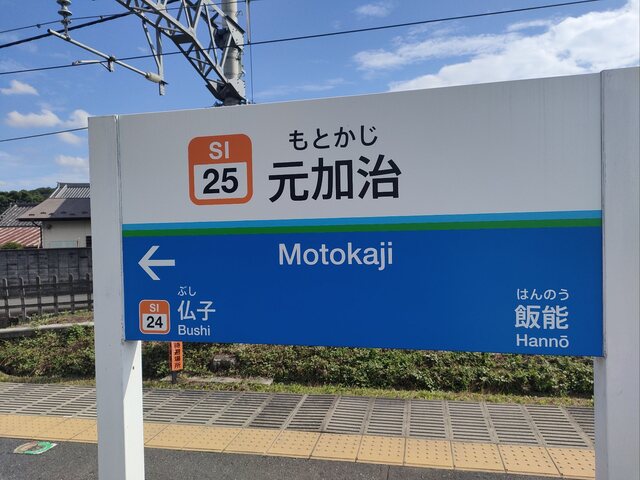 もとかじ
SI
25
元加治
Motokaji
←
SI
24
ぶし
仏子
Bushi
はんのう
飯能
Hannō